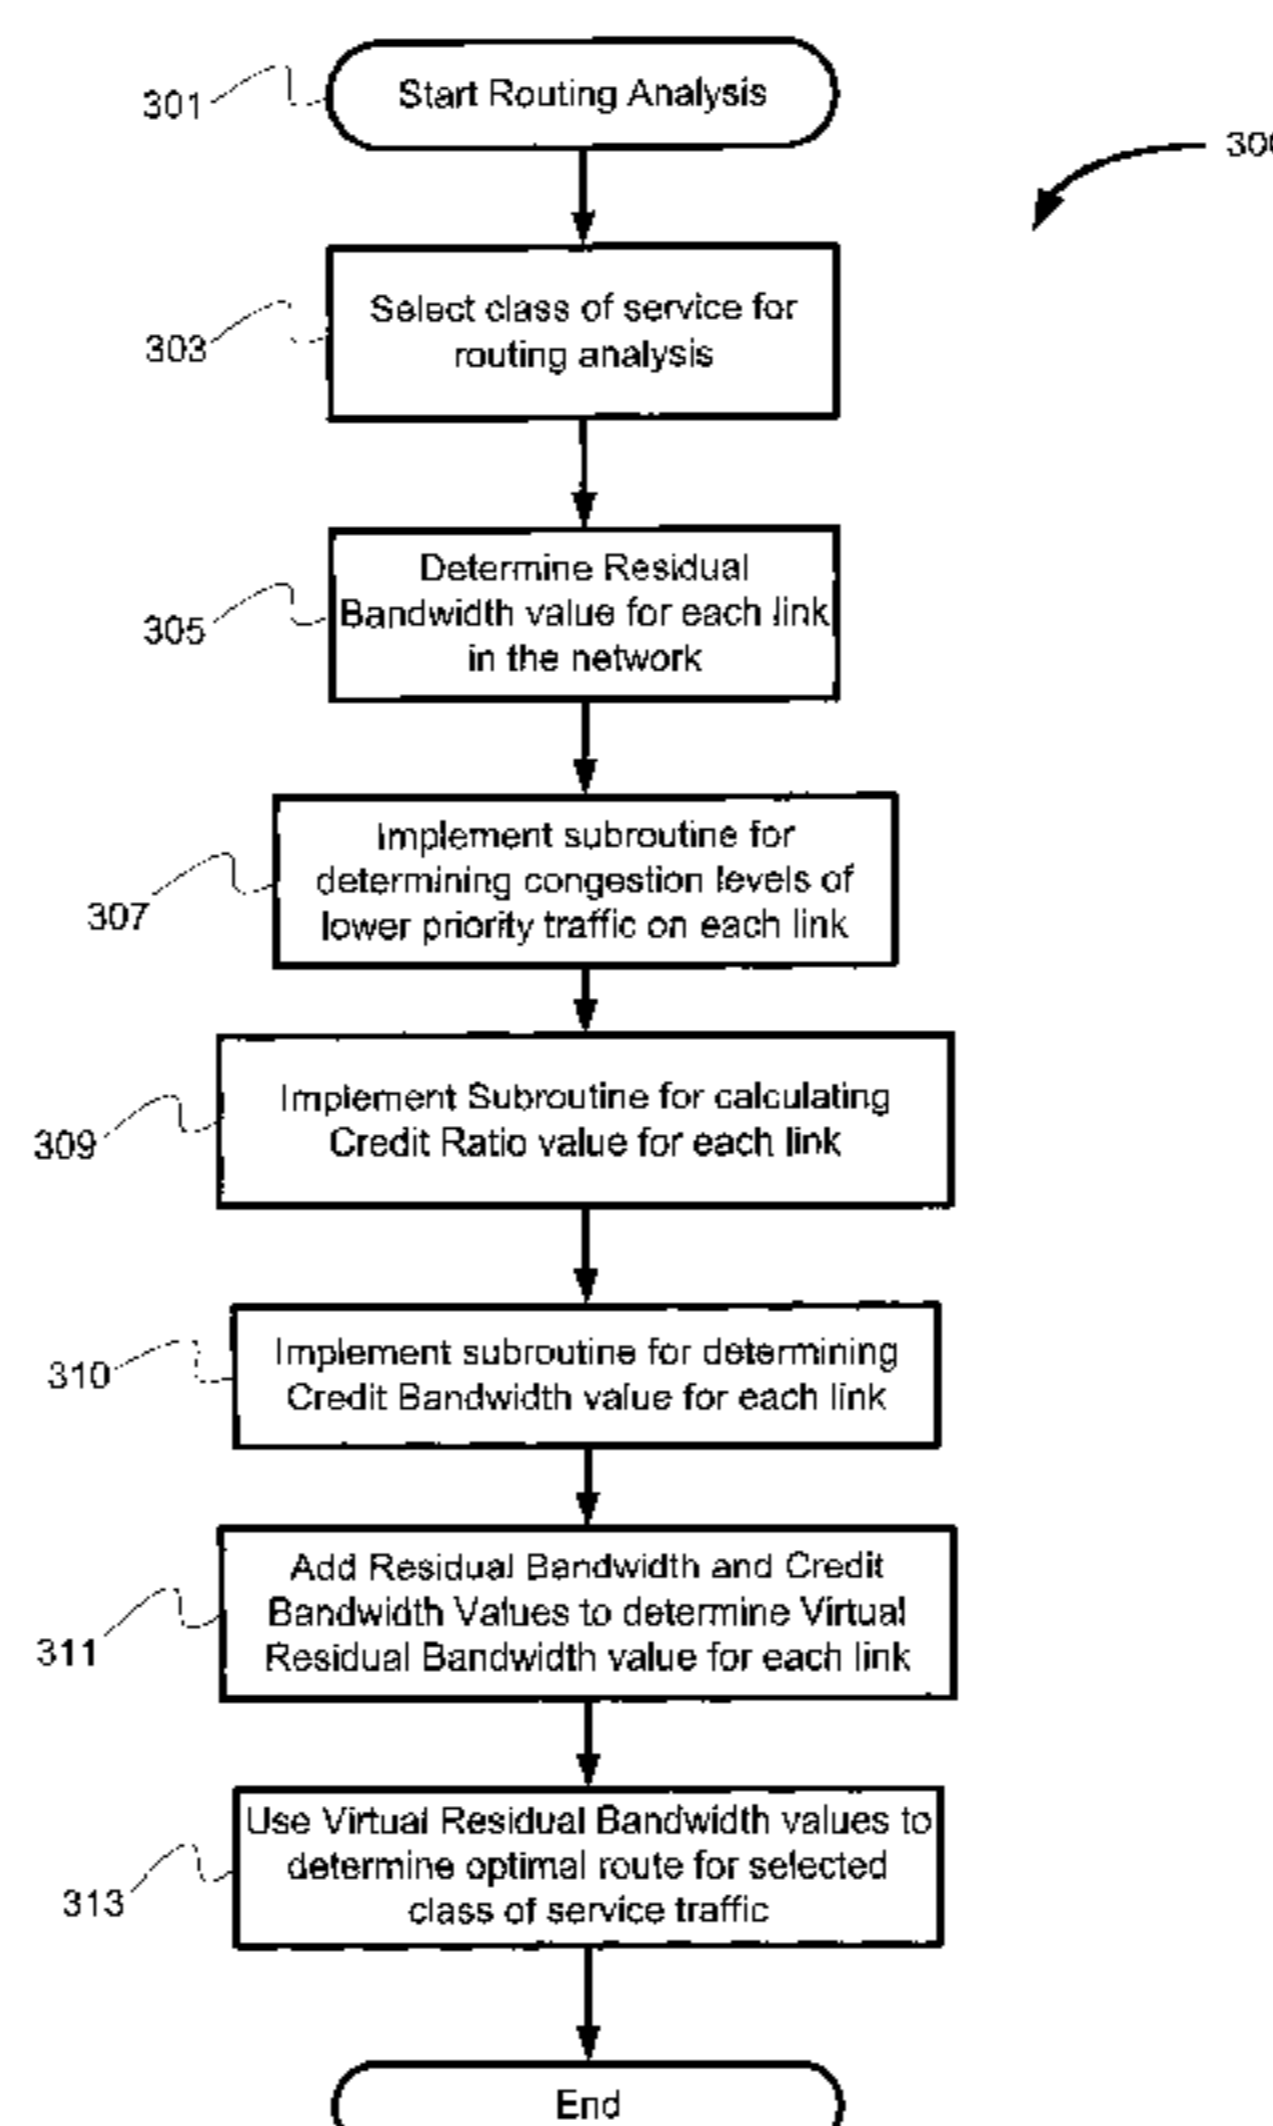 301
Start Routing Analysis
303
Select class of service for
routing analysis
305
Determine Residual
Bandwidth value for each link
in the network
307
Implement subroutine for
determining congestion levels of
lower priority traffic on each link
309
Implement Subroutine for calculating
Credit Ratio value for each link
310
Implement subroutine for determining
Credit Bandwidth value for each link
311
Add Residual Bandwidth and Credit
Bandwidth Values to determine Virtual
Residual Bandwidth value for each link
313
Use Virtual Residual Bandwidth values to
determine optimal route for selected
class of service traffic
End